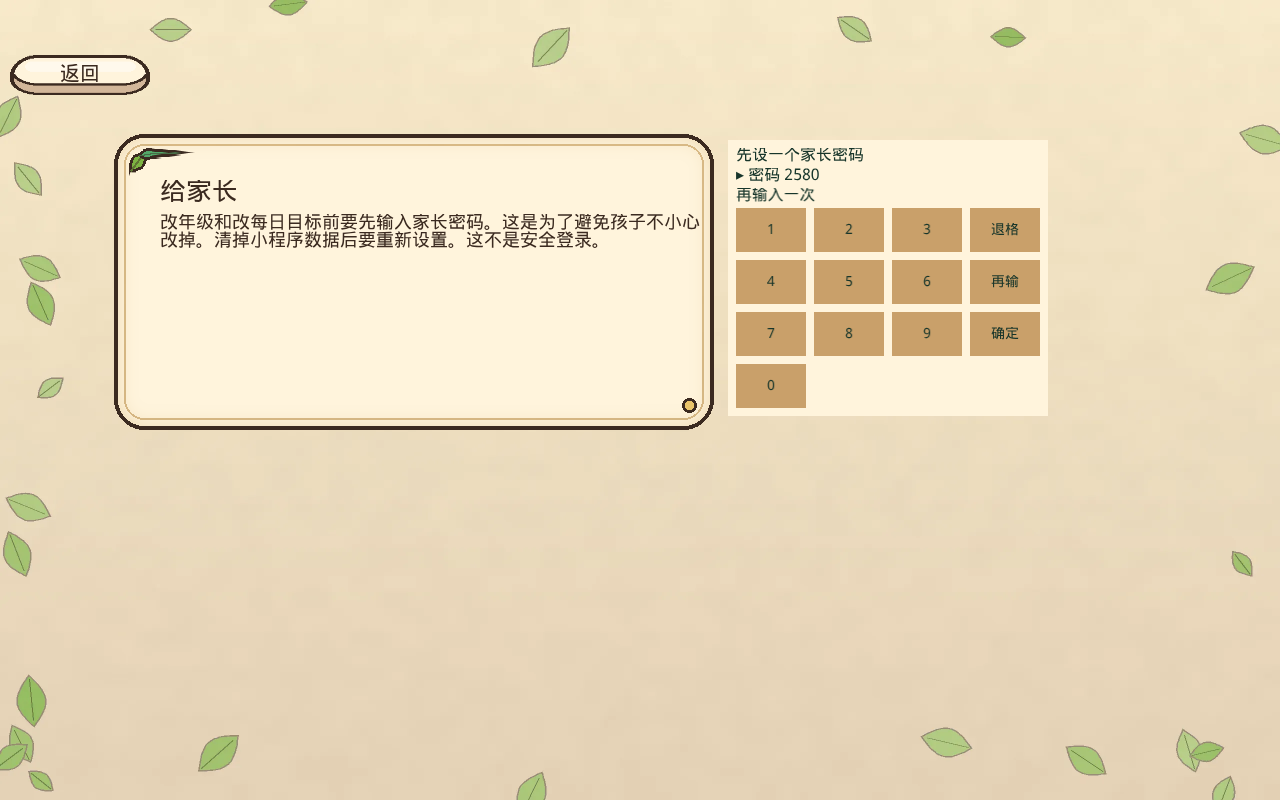 返回
给家长
改年级和改每日目标前要先输入家长密码。这是为了避免孩子不小心
改掉。清掉小程序数据后要重新设置。这不是安全登录。
先设一个家长密码
▸ 密码 2580
再输入一次
1 2 3 退格
4 5 6 再输
7 8 9 确定
0